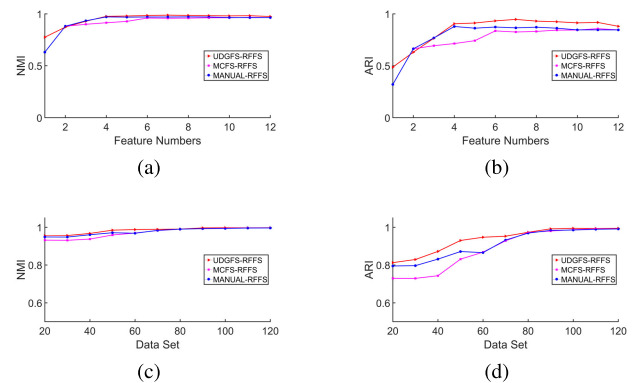 1
0.5
0
NMI
2
4
6
8
10
12
Feature Numbers
UDGFS-RFFS
MCFS-RFFS
MANUAL-RFFS
(a)
1
0.5
0
ARI
2
4
6
8
10
12
Feature Numbers
UDGFS-RFFS
MCFS-RFFS
MANUAL-RFFS
(b)
1
0.8
0.6
NMI
20
40
60
80
100
120
Data Set
UDGFS-RFFS
MCFS-RFFS
MANUAL-RFFS
(c)
1
0.8
0.6
ARI
20
40
60
80
100
120
Data Set
UDGFS-RFFS
MCFS-RFFS
MANUAL-RFFS
(d)